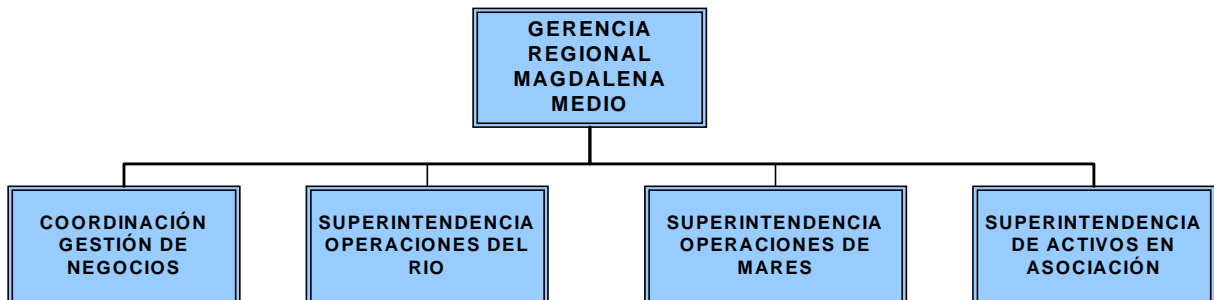 GERENCIA
REGIONAL
MAGDALENA
MEDIO
COORDINACIÓN
GESTIÓN DE
NEGOCIOS
SUPERINTENDENCIA
OPERACIONES DEL
RIO
SUPERINTENDENCIA
OPERACIONES DE
MARES
SUPERINTENDENCIA
DE ACTIVOS EN
ASOCIACIÓN